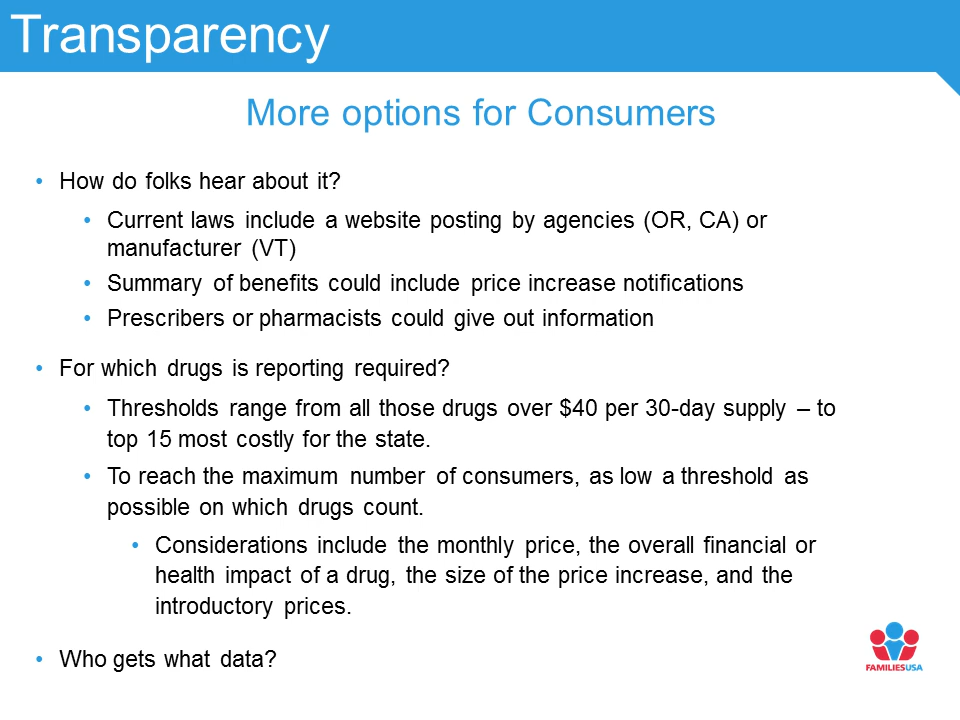 Transparency
More options for Consumers
• How do folks hear about it?
• Current laws include a website posting by agencies (OR, CA) or
manufacturer (VT)
• Summary of benefits could include price increase notifications
• Prescribers or pharmacists could give out information
• For which drugs is reporting required?
• Thresholds range from all those drugs over $40 per 30-day supply – to
top 15 most costly for the state.
• To reach the maximum number of consumers, as low a threshold as
possible on which drugs count.
• Considerations include the monthly price, the overall financial or
health impact of a drug, the size of the price increase, and the
introductory prices.
• Who gets what data?
FAMILIESUSA